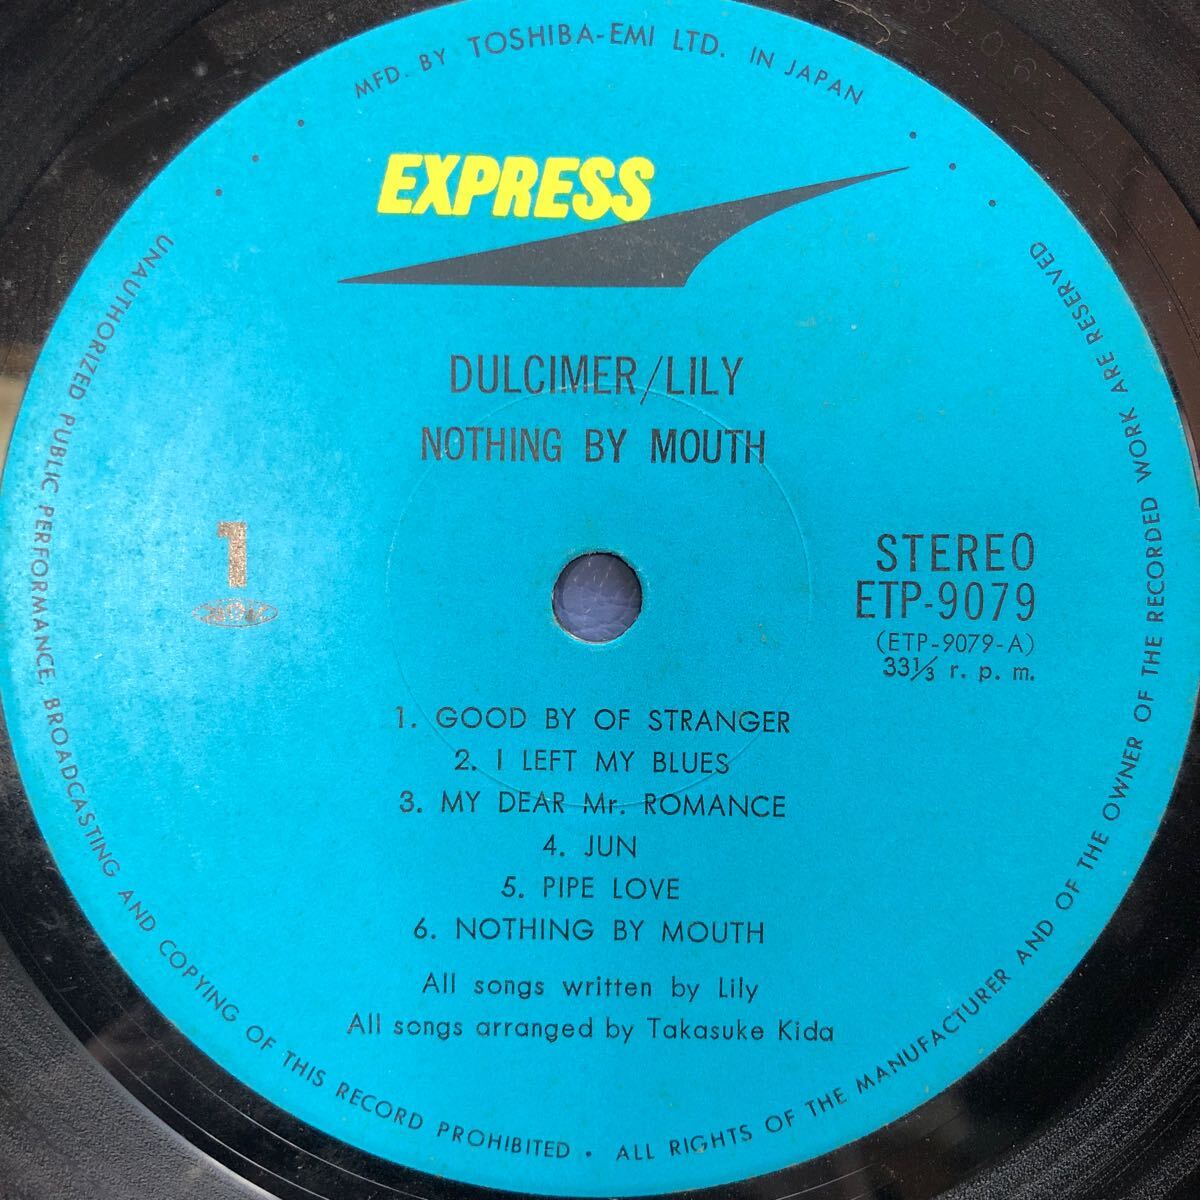 MFD. BY TOSHIBA-EMI LTD. IN JAPAN
EXPRESS
DULCIMER/LILY
NOTHING BY MOUTH
1
STEREO
ETP-9079
(ETP-9079-A)
33⅓ r. p. m.
1. GOOD BY OF STRANGER
2. I LEFT MY BLUES
3. MY DEAR Mr. ROMANCE
4. JUN
5. PIPE LOVE
6. NOTHING BY MOUTH
All songs written by Lily
All songs arranged by Takasuke Kida
UNAUTHORIZED PUBLIC PERFORMANCE, BROADCASTING AND COPYING OF THIS RECORD PROHIBITED • ALL RIGHTS OF THE MANUFACTURER AND OF THE OWNER OF THE RECORDED WORK ARE RESERVED